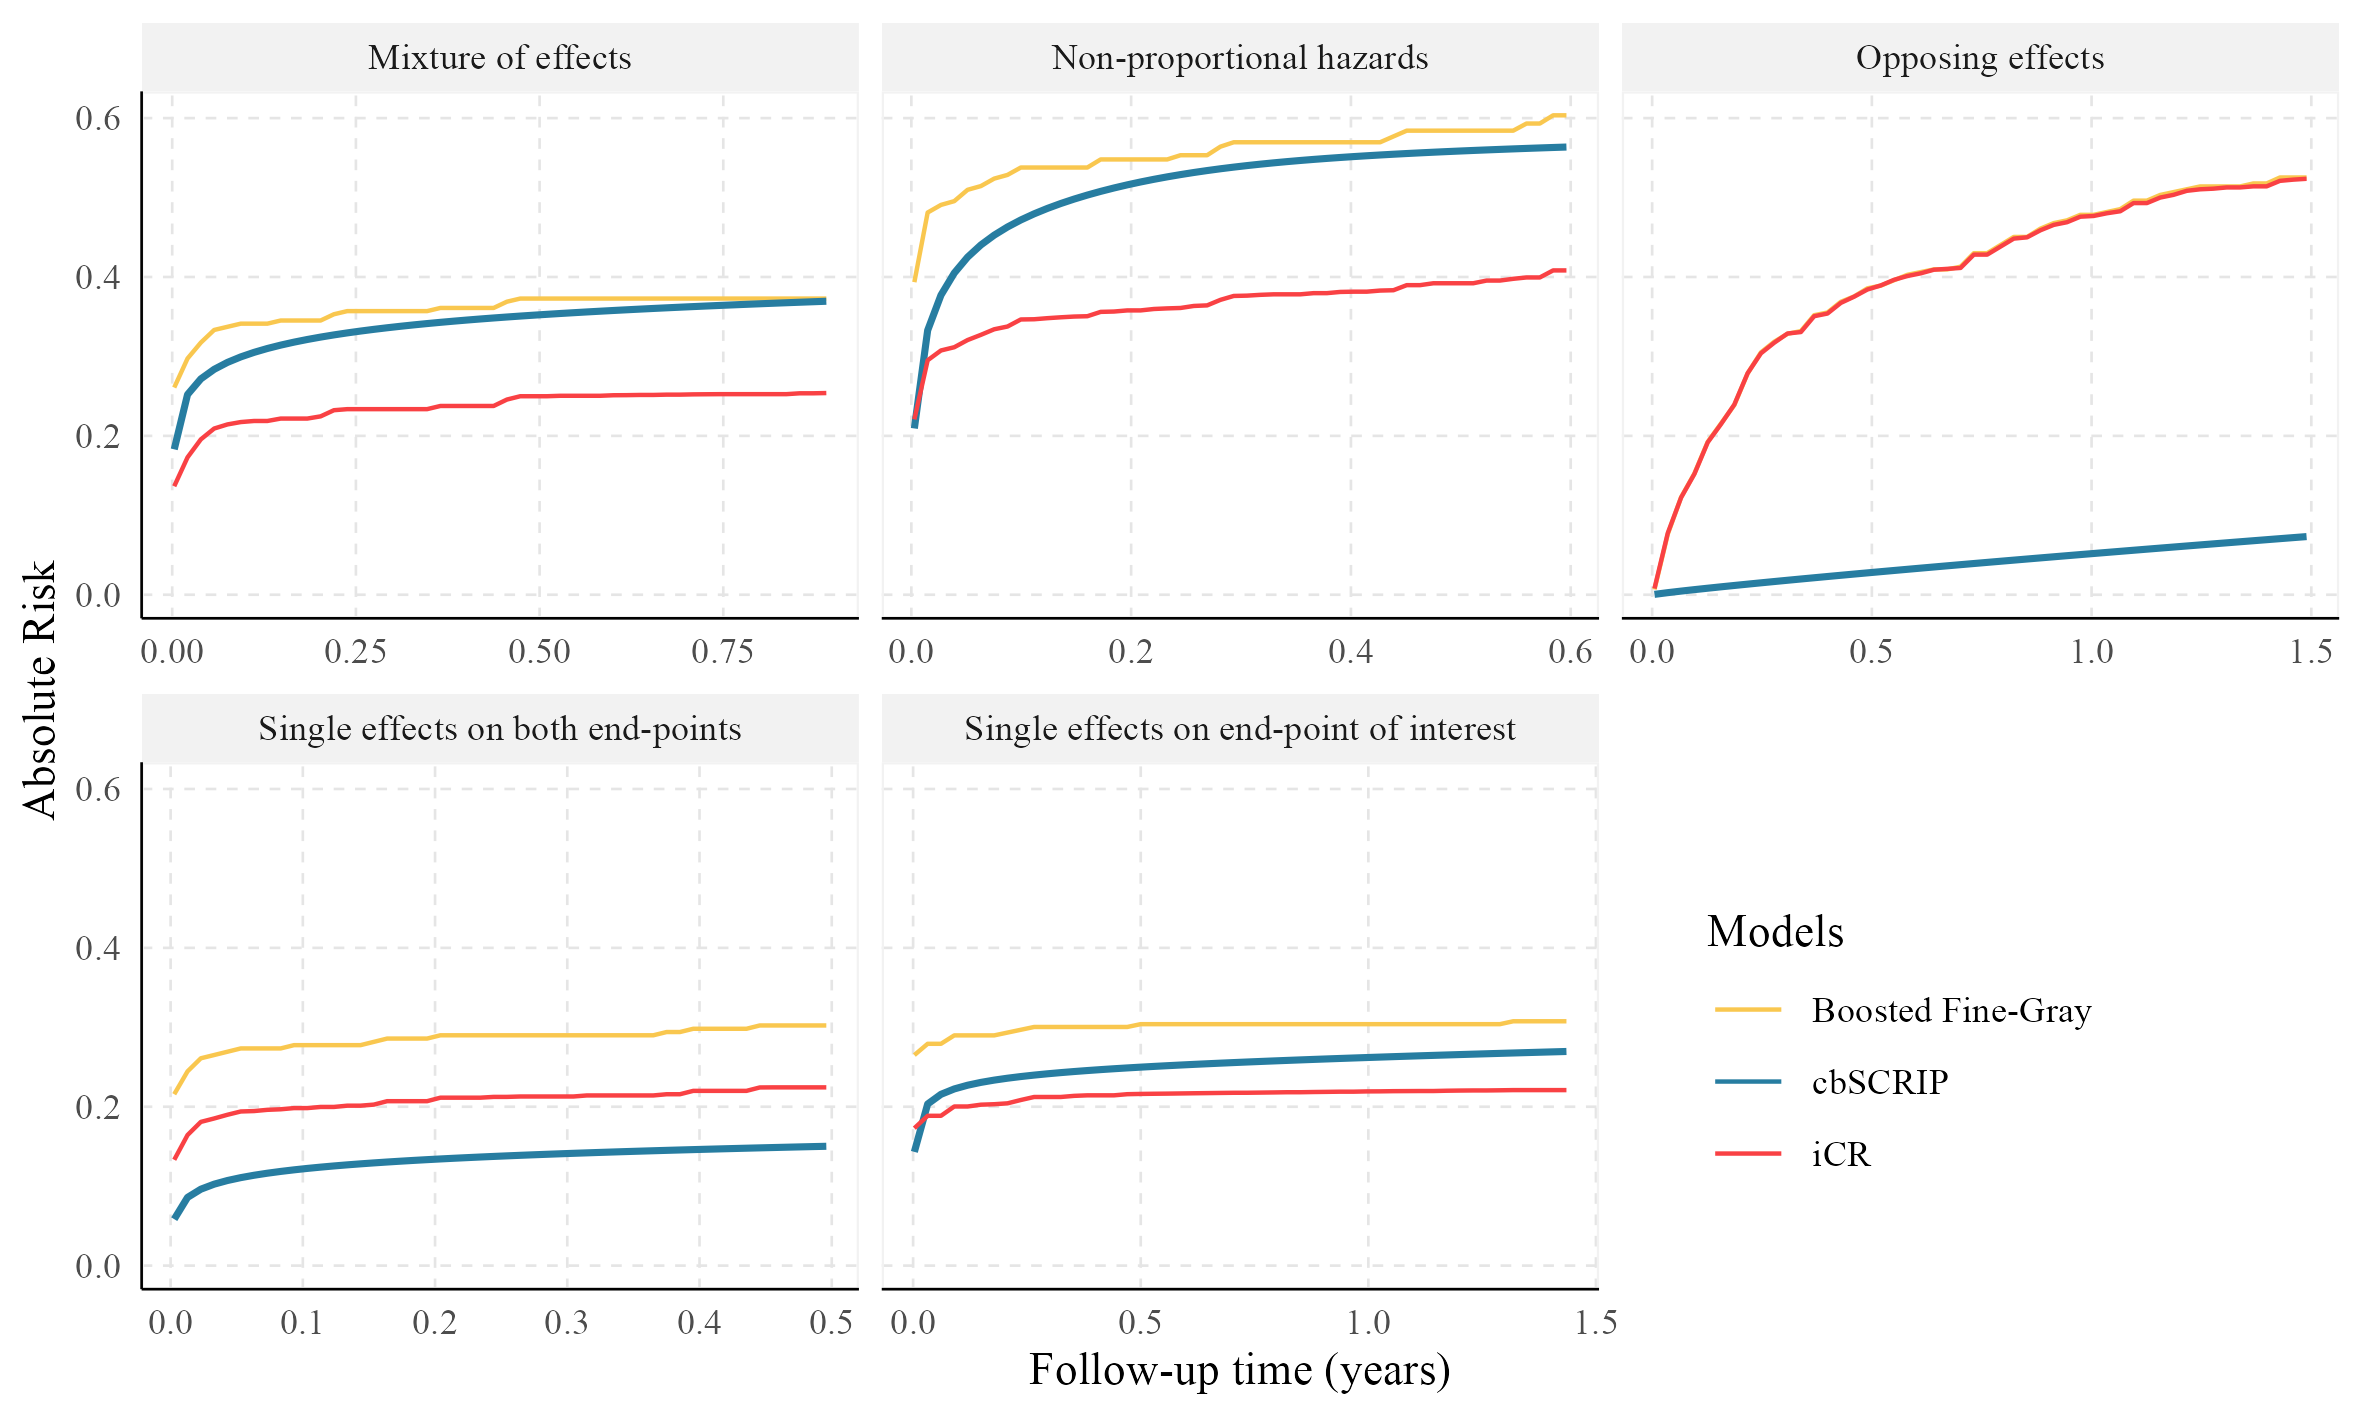 Mixture of effects
Non-proportional hazards
Opposing effects
0.6
0.4
0.2
0.0
0.00 0.25 0.50 0.75
0.0 0.2 0.4 0.6
0.0 0.5 1.0 1.5
Absolute Risk
Single effects on both end-points
Single effects on end-point of interest
0.6
0.4
0.2
0.0
0.0 0.1 0.2 0.3 0.4 0.5
0.0 0.5 1.0 1.5
Follow-up time (years)
Models
Boosted Fine-Gray
cbSCRIP
iCR